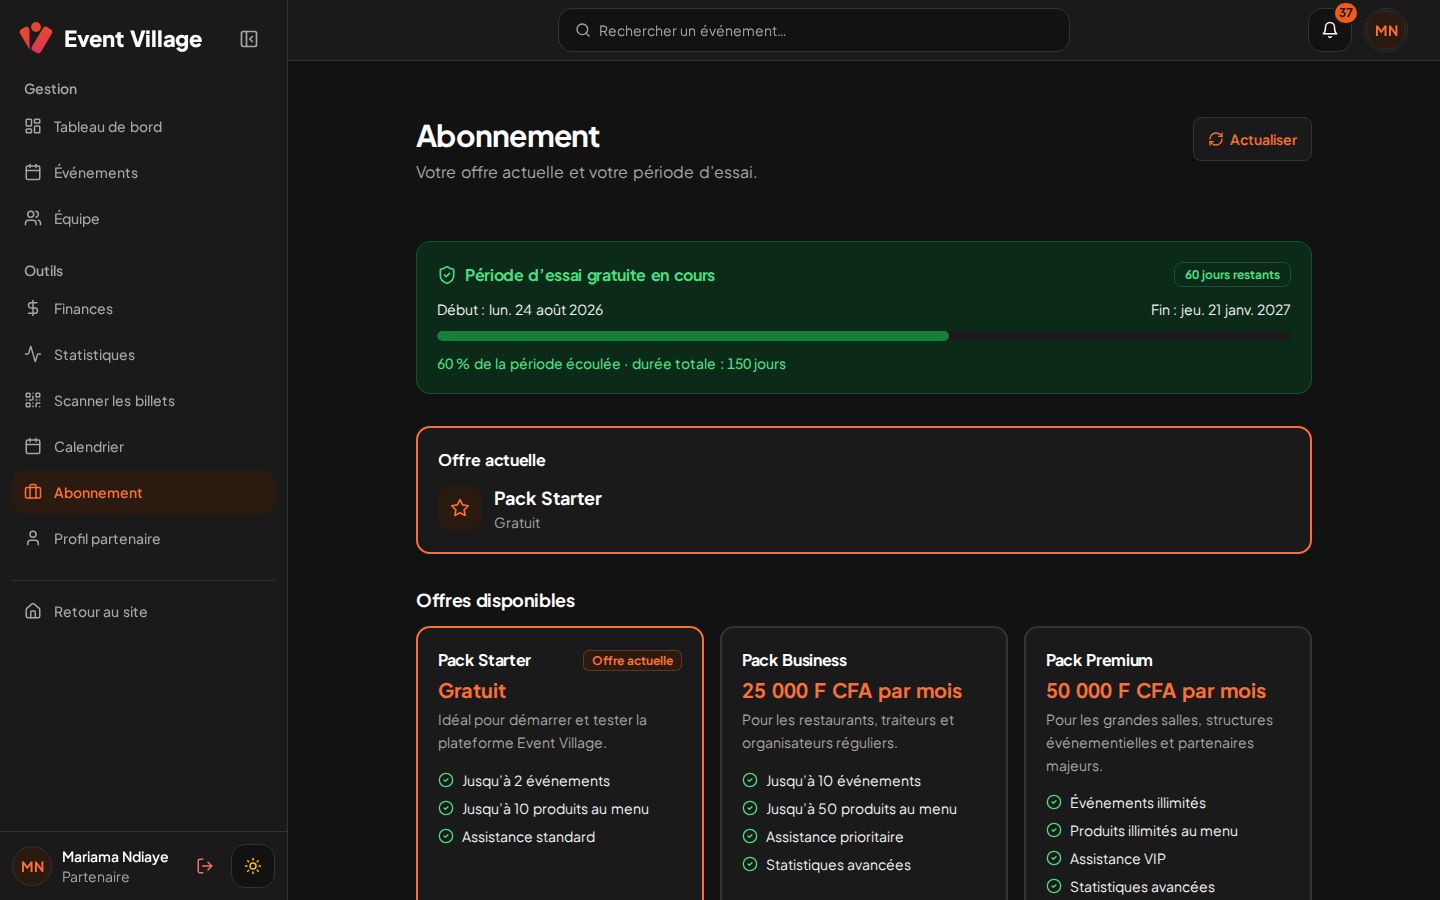 Event Village
Rechercher un événement...
37
MN
Gestion
Tableau de bord
Événements
Équipe
Outils
Finances
Statistiques
Scanner les billets
Calendrier
Abonnement
Profil partenaire
Retour au site
MN
Mariama Ndiaye
Partenaire
Abonnement
Votre offre actuelle et votre période d’essai.
Actualiser
Période d’essai gratuite en cours
60 jours restants
Début : lun. 24 août 2026
Fin : jeu. 21 janv. 2027
60 % de la période écoulée · durée totale : 150 jours
Offre actuelle
Pack Starter
Gratuit
Offres disponibles
Pack Starter
Offre actuelle
Gratuit
Idéal pour démarrer et tester la
plateforme Event Village.
Jusqu’à 2 événements
Jusqu’à 10 produits au menu
Assistance standard
Pack Business
25 000 F CFA par mois
Pour les restaurants, traiteurs et
organisateurs réguliers.
Jusqu’à 10 événements
Jusqu’à 50 produits au menu
Assistance prioritaire
Statistiques avancées
Pack Premium
50 000 F CFA par mois
Pour les grandes salles, structures
événementielles et partenaires
majeurs.
Événements illimités
Produits illimités au menu
Assistance VIP
Statistiques avancées